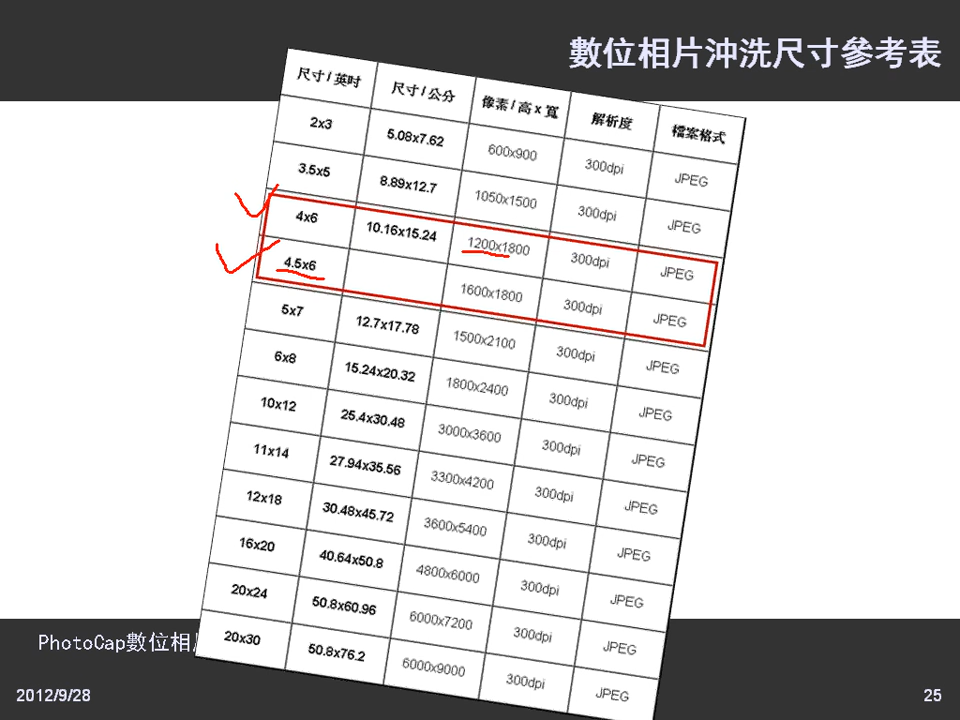 數位相片沖洗尺寸參考表
尺寸 / 英吋 尺寸 / 公分 像素 / 高 x 寬 解析度 檔案格式
2x3 5.08x7.62 600x900 300dpi JPEG
3.5x5 8.89x12.7 1050x1500 300dpi JPEG
4x6 10.16x15.24 1200x1800 300dpi JPEG
4.5x6 1600x1800 300dpi JPEG
5x7 12.7x17.78 1500x2100 300dpi JPEG
6x8 15.24x20.32 1800x2400 300dpi JPEG
10x12 25.4x30.48 3000x3600 300dpi JPEG
11x14 27.94x35.56 3300x4200 300dpi JPEG
12x18 30.48x45.72 3600x5400 300dpi JPEG
16x20 40.64x50.8 4800x6000 300dpi JPEG
20x24 50.8x60.96 6000x7200 300dpi JPEG
20x30 50.8x76.2 6000x9000 300dpi JPEG
PhotoCap數位相
2012/9/28
25